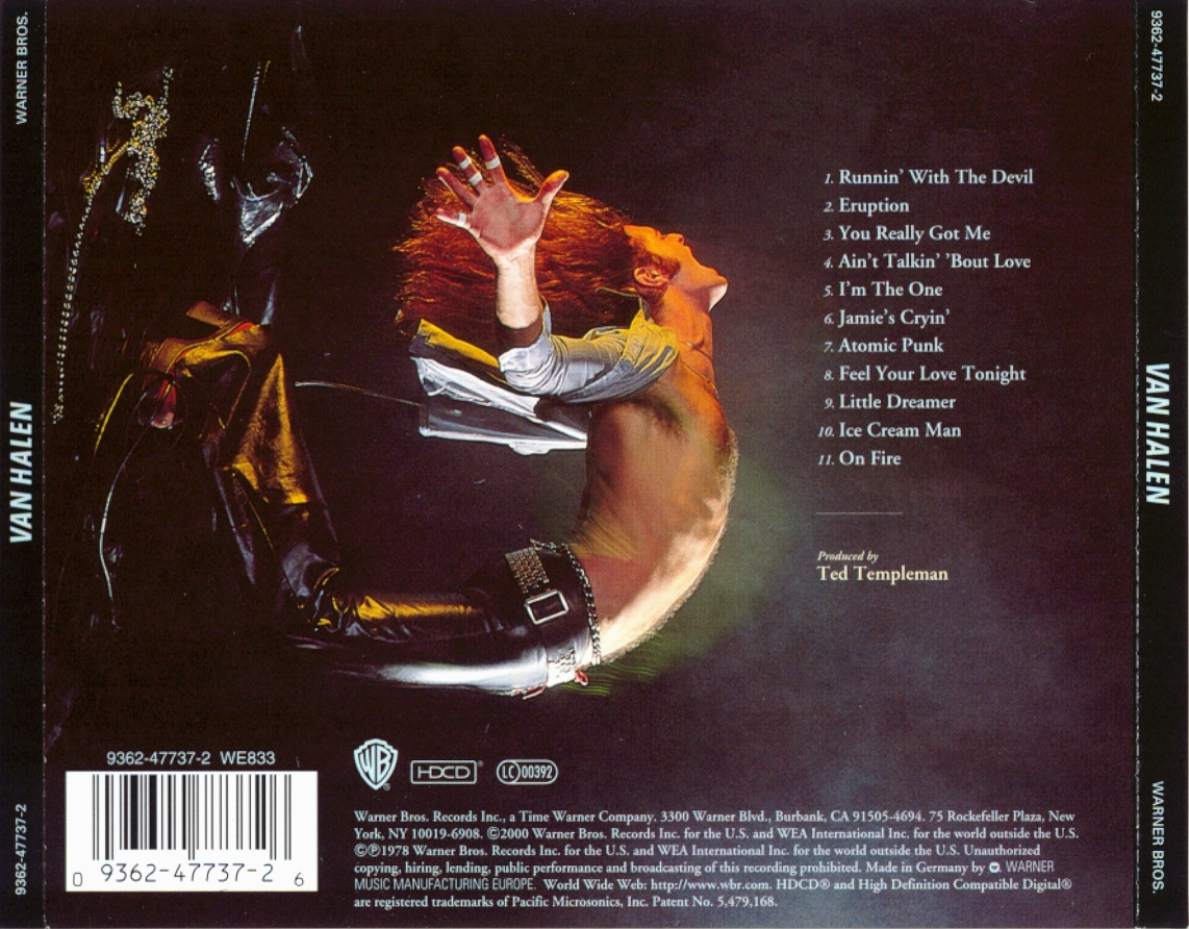 WARNER BROS.
VAN HALEN
9362-47737-2
1. Runnin' With The Devil
2. Eruption
3. You Really Got Me
4. Ain't Talkin' 'Bout Love
5. I'm The One
6. Jamie's Cryin'
7. Atomic Punk
8. Feel Your Love Tonight
9. Little Dreamer
10. Ice Cream Man
11. On Fire
Produced by
Ted Templeman
9362-47737-2 WE833
0 9362-47737-2 6
WB
HDCD®
LC 00392
Warner Bros. Records Inc., a Time Warner Company. 3300 Warner Blvd., Burbank, CA 91505-4694. 75 Rockefeller Plaza, New
York, NY 10019-6908. ©2000 Warner Bros. Records Inc. for the U.S. and WEA International Inc. for the world outside the U.S.
©℗1978 Warner Bros. Records Inc. for the U.S. and WEA International Inc. for the world outside the U.S. Unauthorized
copying, hiring, lending, public performance and broadcasting of this recording prohibited. Made in Germany by WARNER
MUSIC MANUFACTURING EUROPE. World Wide Web: http://www.wbr.com. HDCD® and High Definition Compatible Digital®
are registered trademarks of Pacific Microsonics, Inc. Patent No. 5,479,168.
9362-47737-2
VAN HALEN
WARNER BROS.